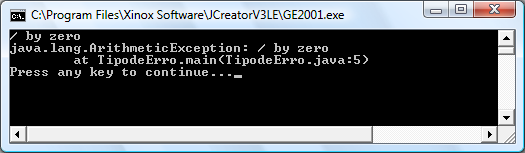 C:\Program Files\Xinox Software\JCreatorV3LE\GE2001.exe
/ by zero
java.lang.ArithmeticException: / by zero
at TipodeErro.main(TipodeErro.java:5)
Press any key to continue..._